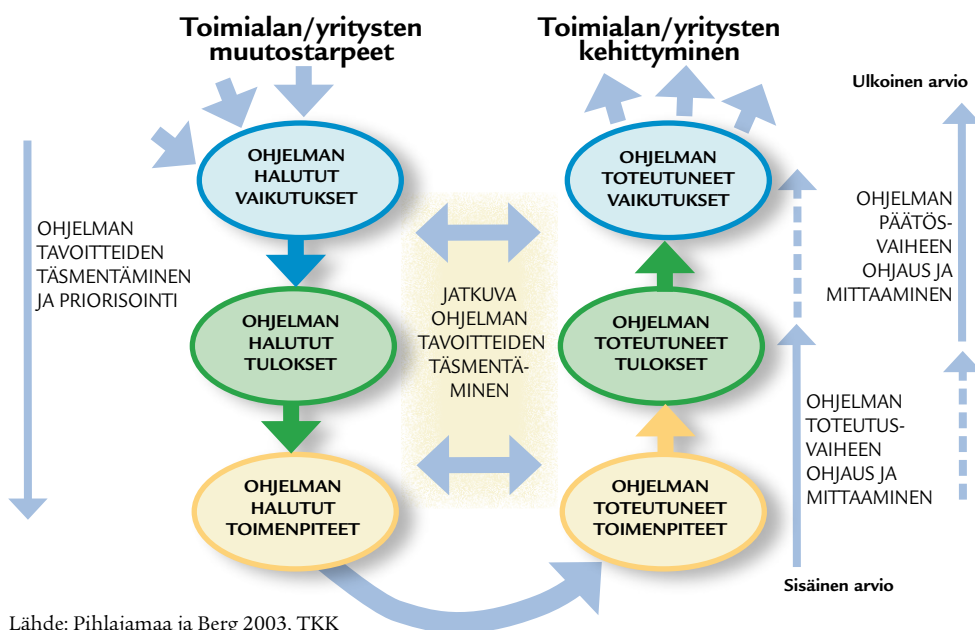 Toimialan/yritysten
muutostarpeet
Toimialan/yritysten
kehittyminen
Ulkoinen arvio
OHJELMAN
HALUTUT
VAIKUTUKSET
OHJELMAN
TOTEUTUNEET
VAIKUTUKSET
OHJELMAN
TAVOITTEIDEN
TÄSMENTÄMINEN
JA PRIORISOINTI
OHJELMAN
PÄÄTÖS-
VAIHEEN
OHJAUS JA
MITTAAMINEN
JATKUVA
OHJELMAN
TAVOITTEIDEN
TÄSMENTÄ-
MINEN
OHJELMAN
HALUTUT
TULOKSET
OHJELMAN
TOTEUTUNEET
TULOKSET
OHJELMAN
TOTEUTUS-
VAIHEEN
OHJAUS JA
MITTAAMINEN
OHJELMAN
HALUTUT
TOIMENPITEET
OHJELMAN
TOTEUTUNEET
TOIMENPITEET
Sisäinen arvio
Lähde: Pihlajamaa ja Berg 2003, TKK